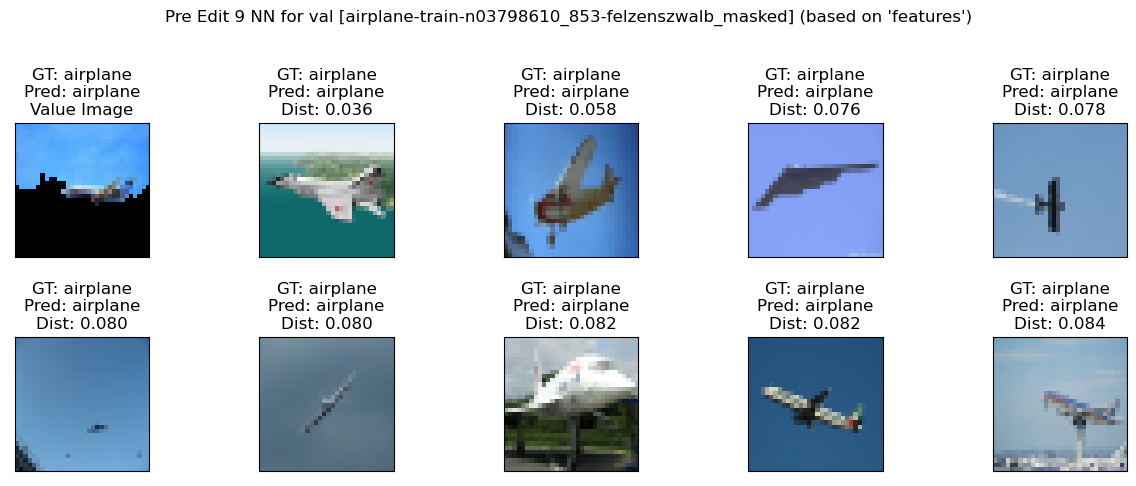 Pre Edit 9 NN for val [airplane-train-n03798610_853-felzenszwalb_masked] (based on 'features')
GT: airplane
Pred: airplane
Value Image
GT: airplane
Pred: airplane
Dist: 0.036
GT: airplane
Pred: airplane
Dist: 0.058
GT: airplane
Pred: airplane
Dist: 0.076
GT: airplane
Pred: airplane
Dist: 0.078
GT: airplane
Pred: airplane
Dist: 0.080
GT: airplane
Pred: airplane
Dist: 0.080
GT: airplane
Pred: airplane
Dist: 0.082
GT: airplane
Pred: airplane
Dist: 0.082
GT: airplane
Pred: airplane
Dist: 0.084